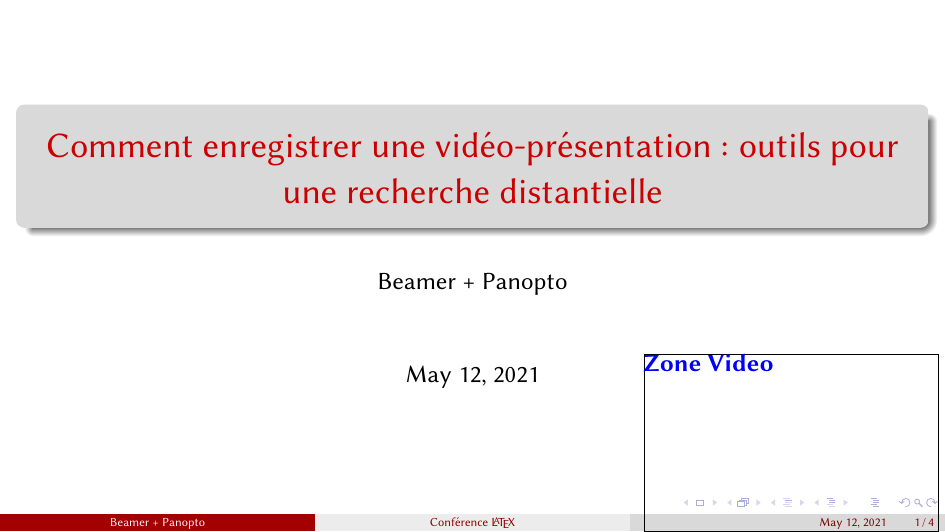 Comment enregistrer une vidéo-présentation : outils pour
une recherche distantielle
Beamer + Panopto
May 12, 2021
Zone Video
Beamer + Panopto
Conférence LATEX
May 12, 2021
1 / 4